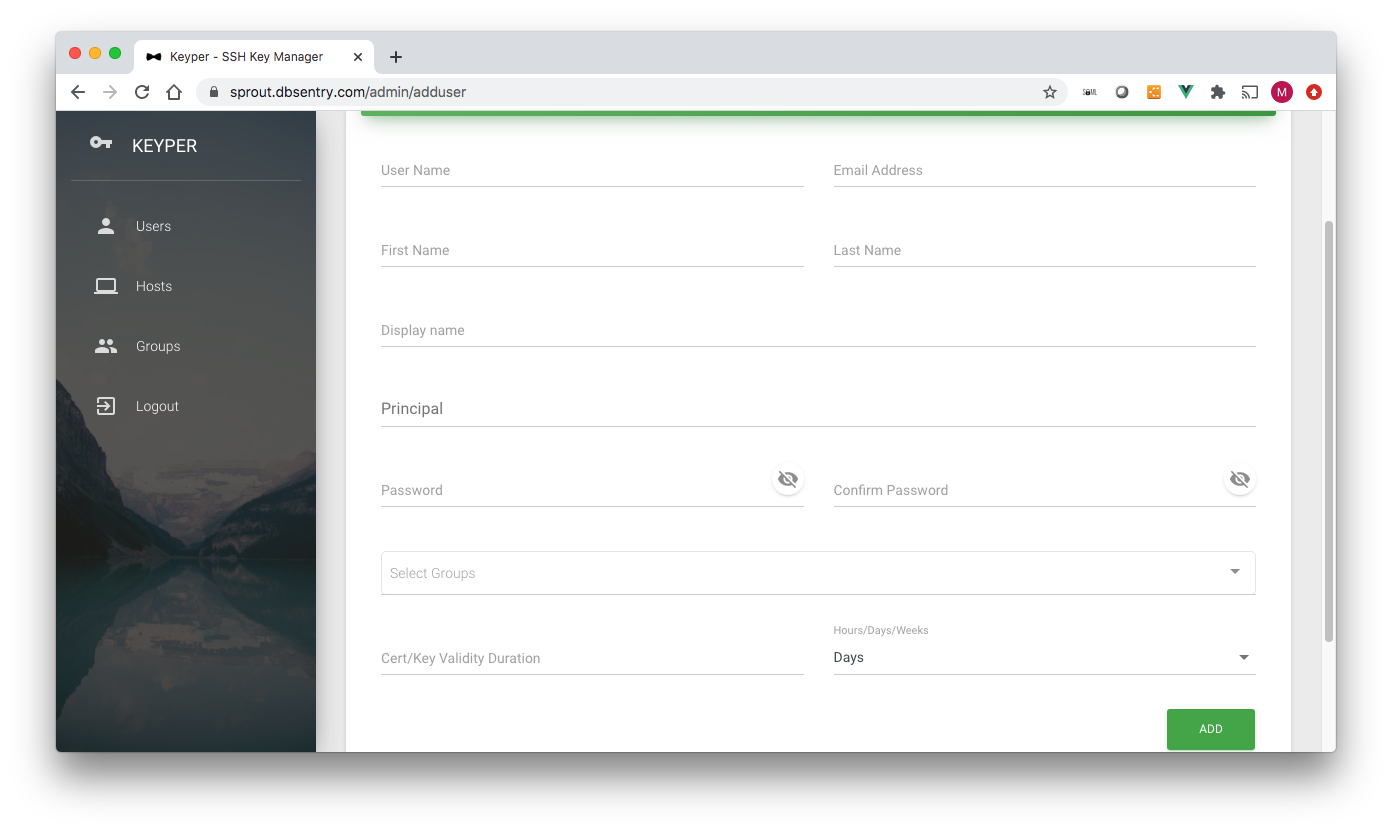 Keyper - SSH Key Manager
sprout.dbsentry.com/admin/adduser
M
KEYPER
Users
Hosts
Groups
Logout
User Name
Email Address
First Name
Last Name
Display name
Principal
Password
Confirm Password
Select Groups
Cert/Key Validity Duration
Hours/Days/Weeks
Days
ADD